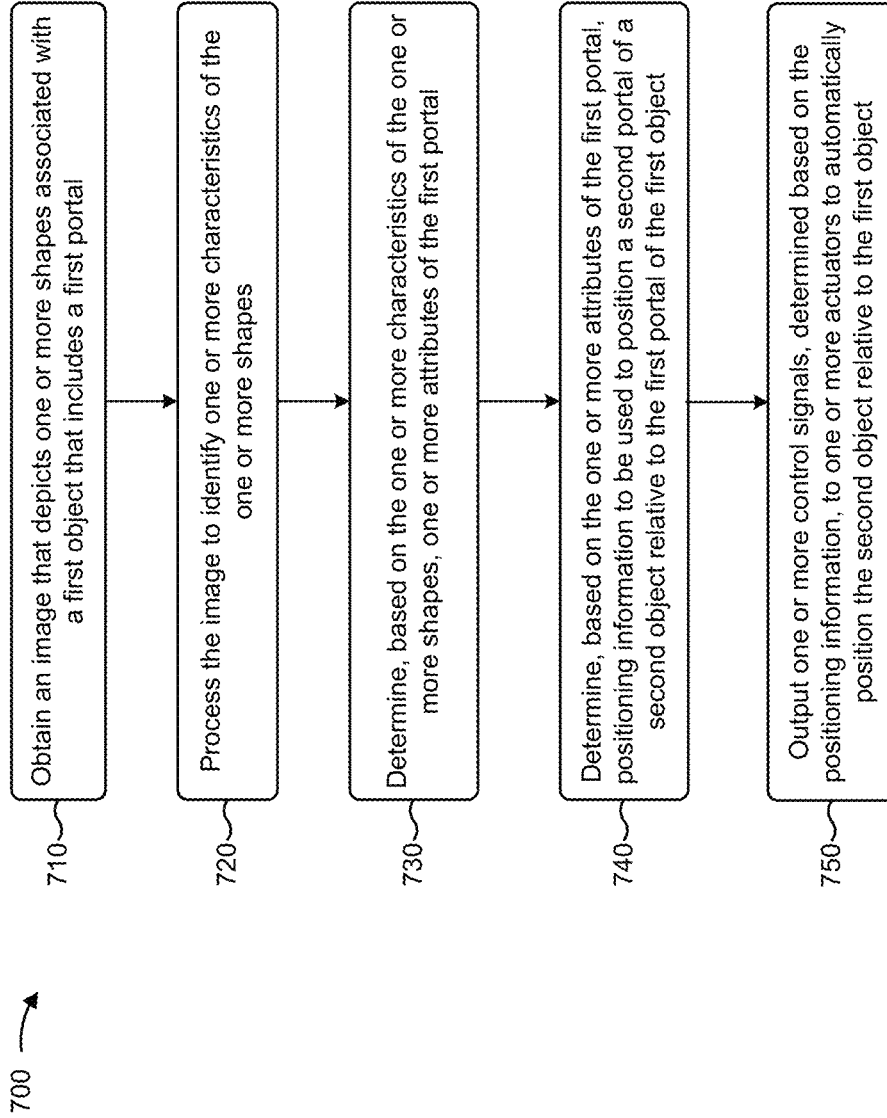 700
710
Obtain an image that depicts one or more shapes associated with
a first object that includes a first portal
720
Process the image to identify one or more characteristics of the
one or more shapes
730
Determine, based on the one or more characteristics of the one or
more shapes, one or more attributes of the first portal
740
Determine, based on the one or more attributes of the first portal,
positioning information to be used to position a second portal of a
second object relative to the first portal of the first object
750
Output one or more control signals, determined based on the
positioning information, to one or more actuators to automatically
position the second object relative to the first object